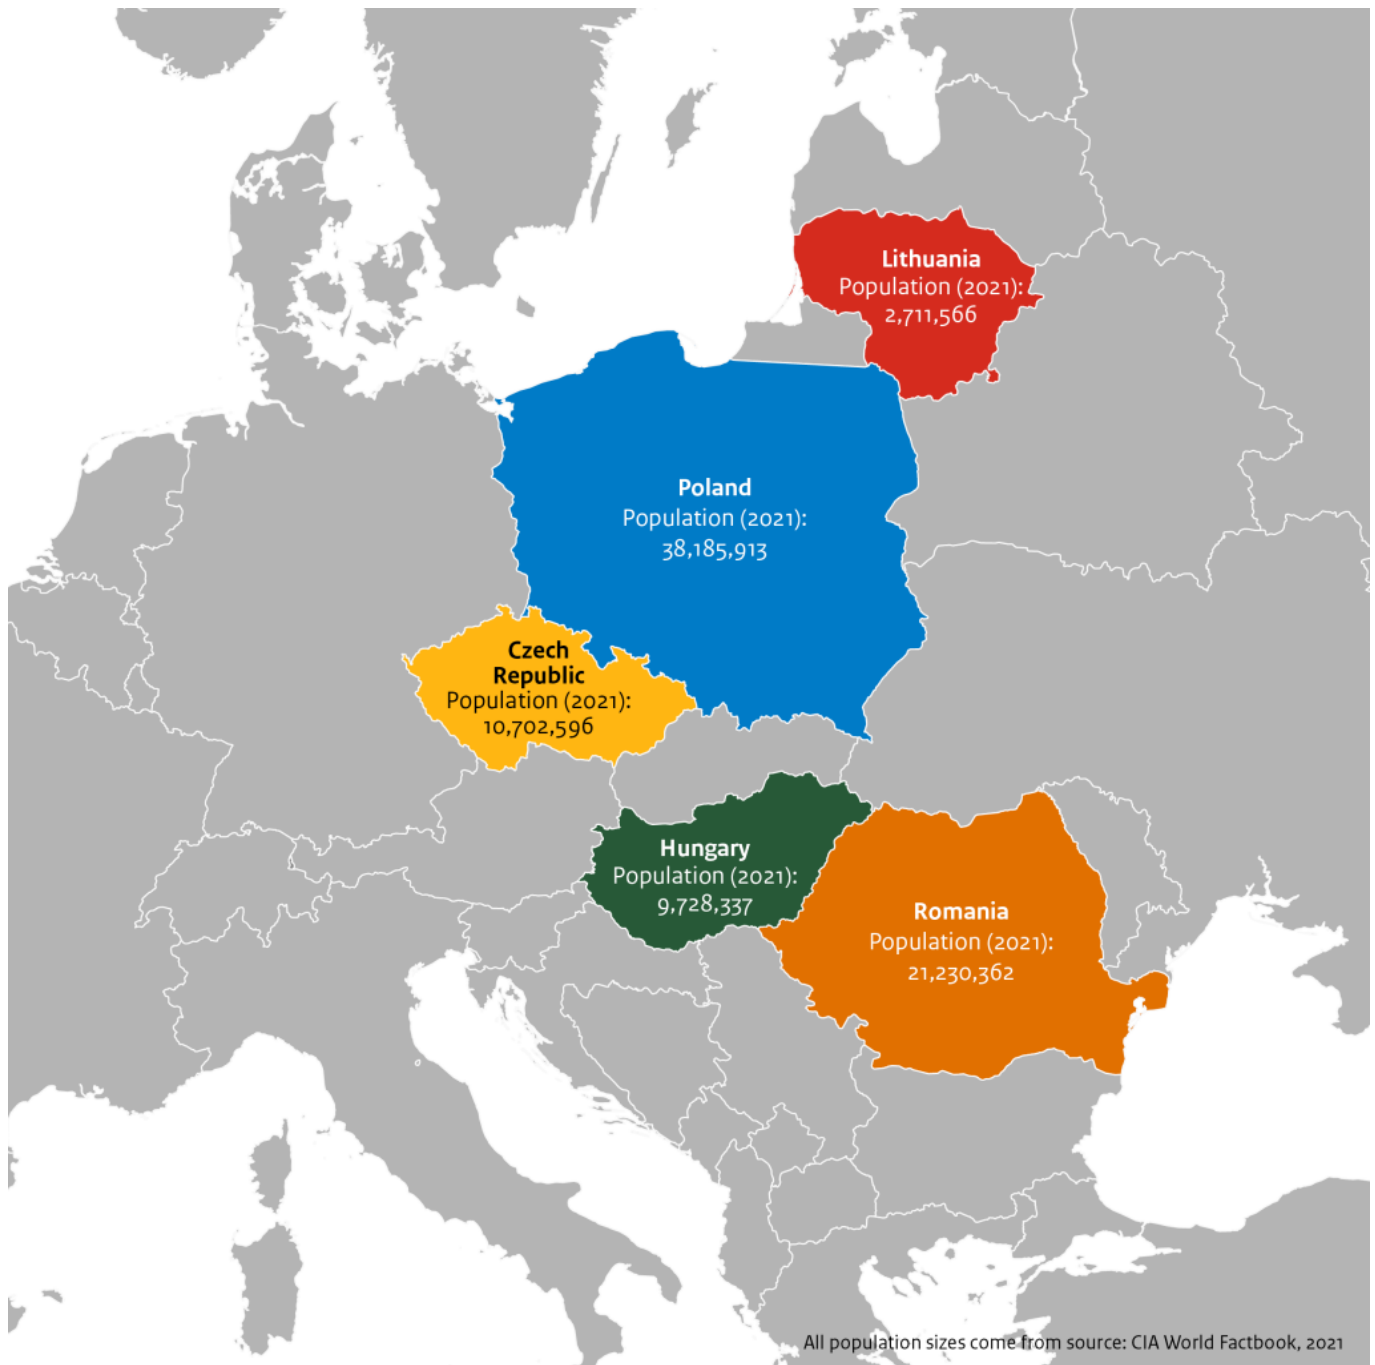 Lithuania
Population (2021):
2,711,566
Poland
Population (2021):
38,185,913
Czech
Republic
Population (2021):
10,702,596
Hungary
Population (2021):
9,728,337
Romania
Population (2021):
21,230,362
All population sizes come from source: CIA World Factbook, 2021